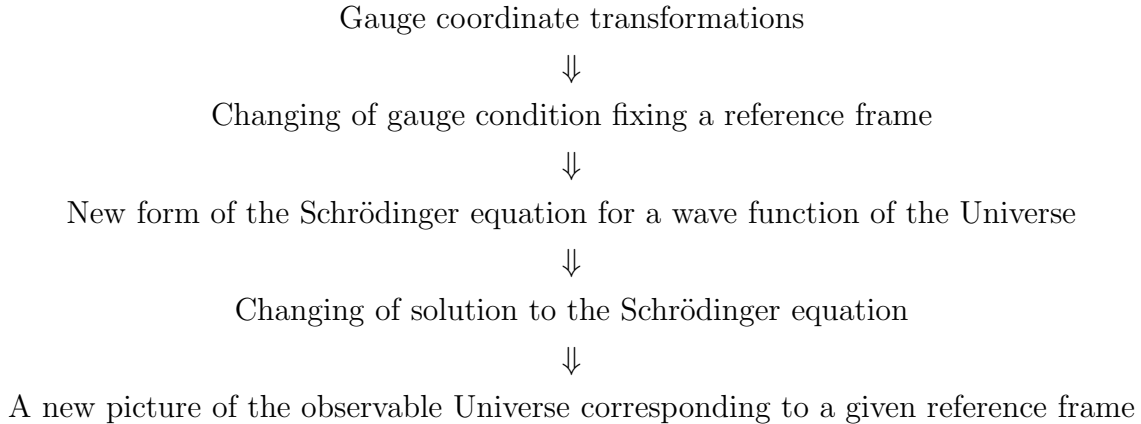 Gauge coordinate transformations
⇓
Changing of gauge condition fixing a reference frame
⇓
New form of the Schrödinger equation for a wave function of the Universe
⇓
Changing of solution to the Schrödinger equation
⇓
A new picture of the observable Universe corresponding to a given reference frame